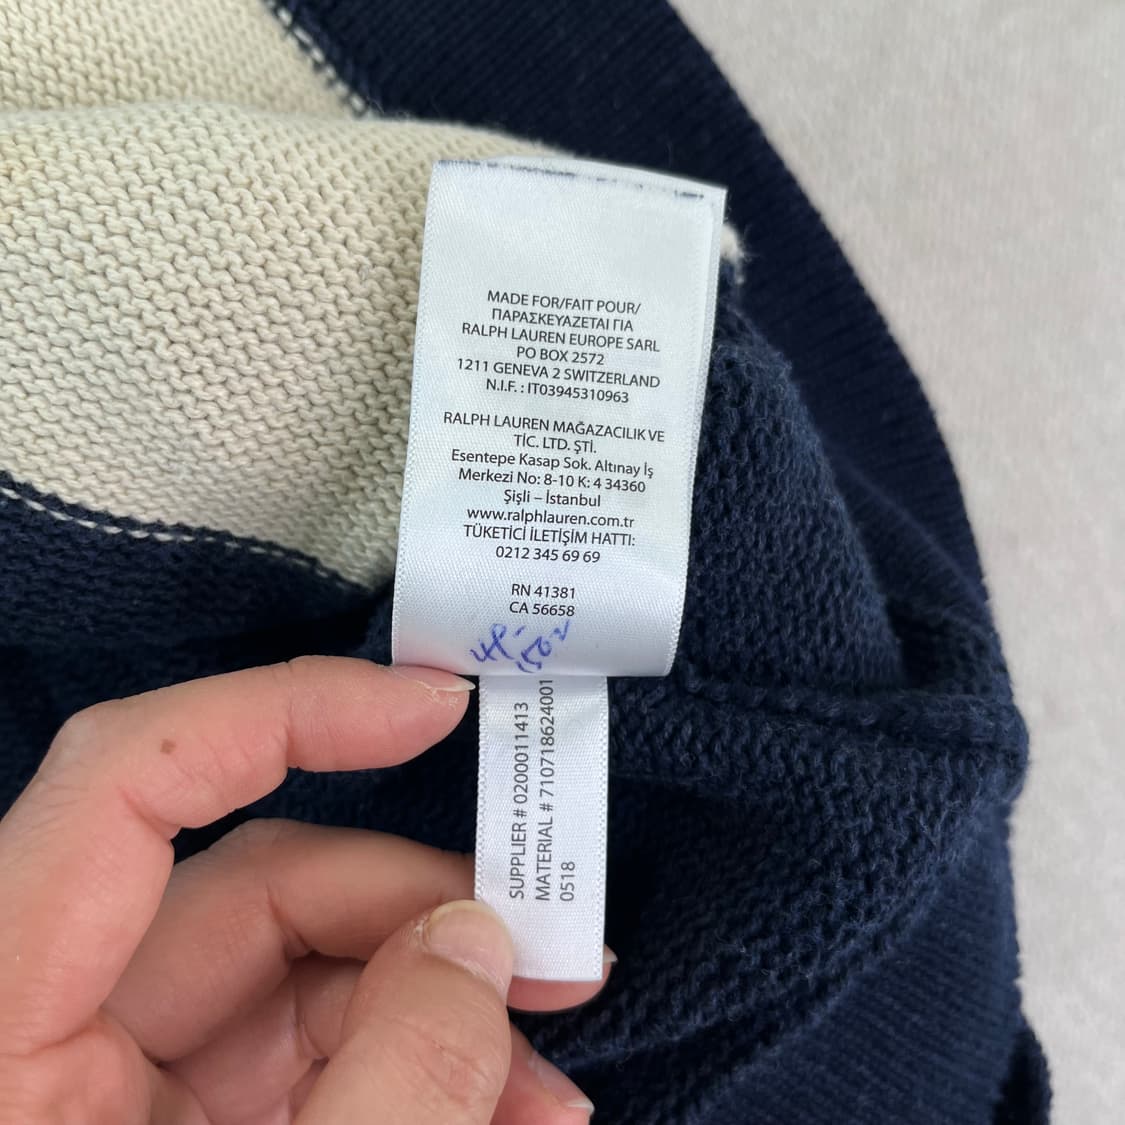 MADE FOR/FAIT POUR/
ΠΑΡΑΣΚΕΥΑΖΕΤΑΙ ΓΙΑ
RALPH LAUREN EUROPE SARL
PO BOX 2572
1211 GENEVA 2 SWITZERLAND
N.I.F. : IT03945310963
RALPH LAUREN MAĞAZACILIK VE
TİC. LTD. ŞTİ.
Esentepe Kasap Sok. Altınay İş
Merkezi No: 8-10 K: 4 34360
Şişli – İstanbul
www.ralphlauren.com.tr
TÜKETİCİ İLETİŞİM HATTI:
0212 345 69 69
RN 41381
CA 56658
SUPPLIER # 0200011413
MATERIAL # 710718624001
0518